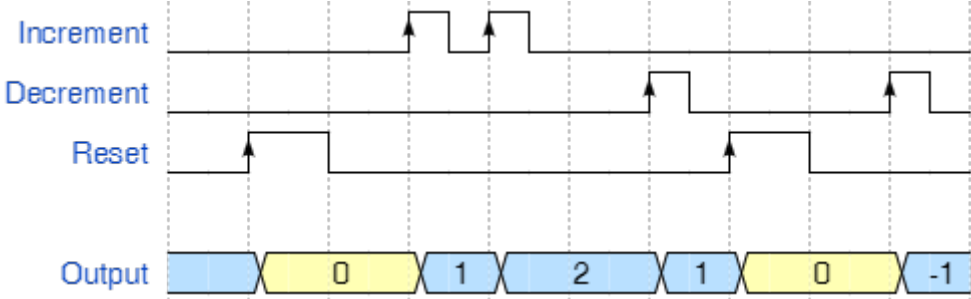 Increment
Decrement
Reset
Output 0 1 2 1 0 -1